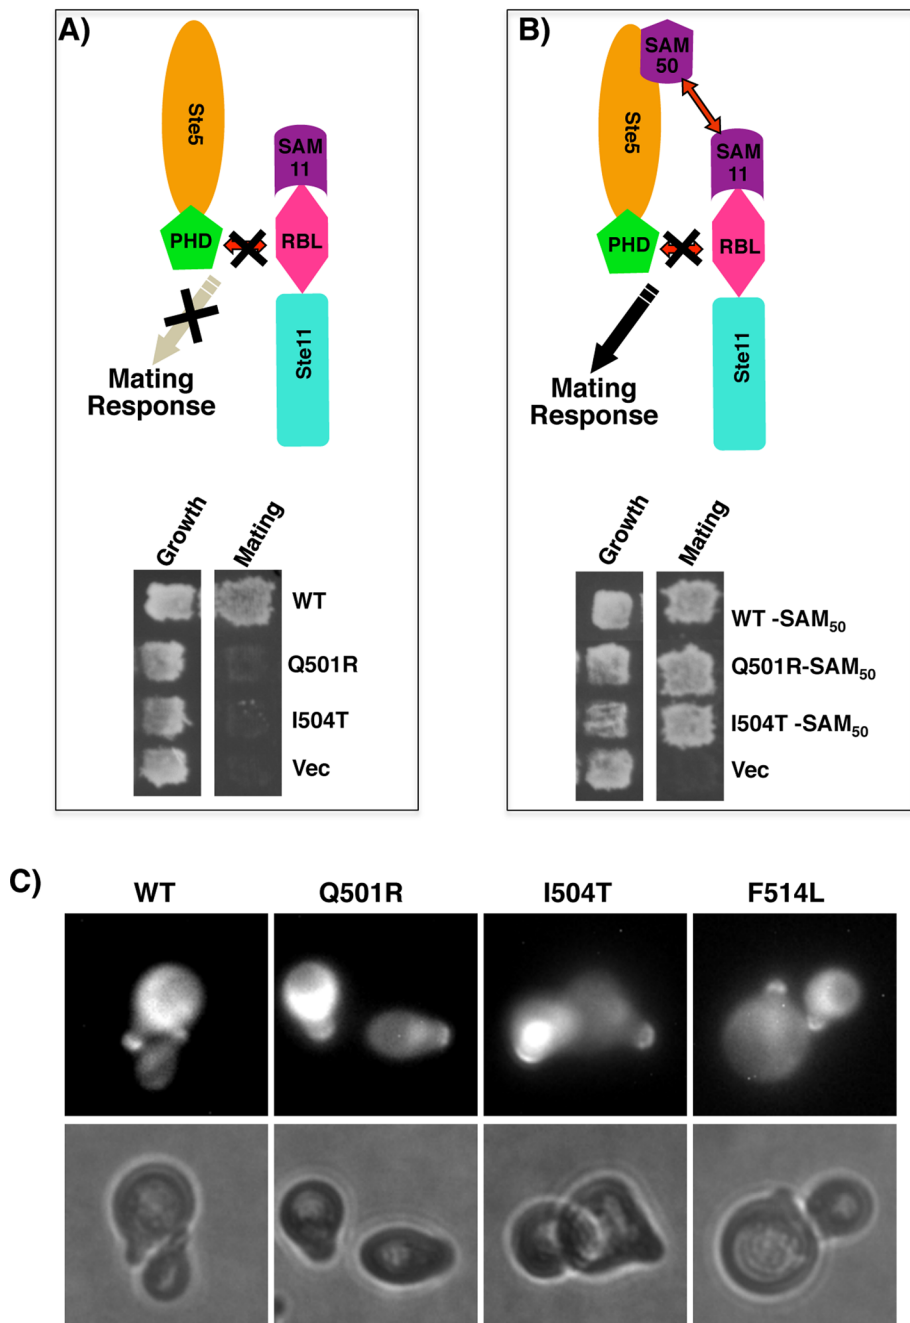 A)
Ste5
SAM
11
PHD
RBL
Ste11
Mating
Response
Growth
Mating
WT
Q501R
I504T
Vec
B)
SAM
50
Ste5
SAM
11
PHD
RBL
Ste11
Mating
Response
Growth
Mating
WT -SAM₅₀
Q501R-SAM₅₀
I504T -SAM₅₀
Vec
C)
WT
Q501R
I504T
F514L